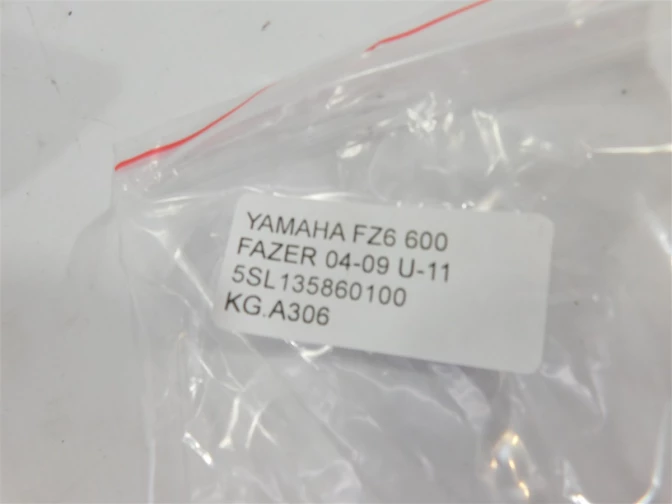 YAMAHA FZ6 600
FAZER 04-09 U-11
5SL135860100
KG.A306